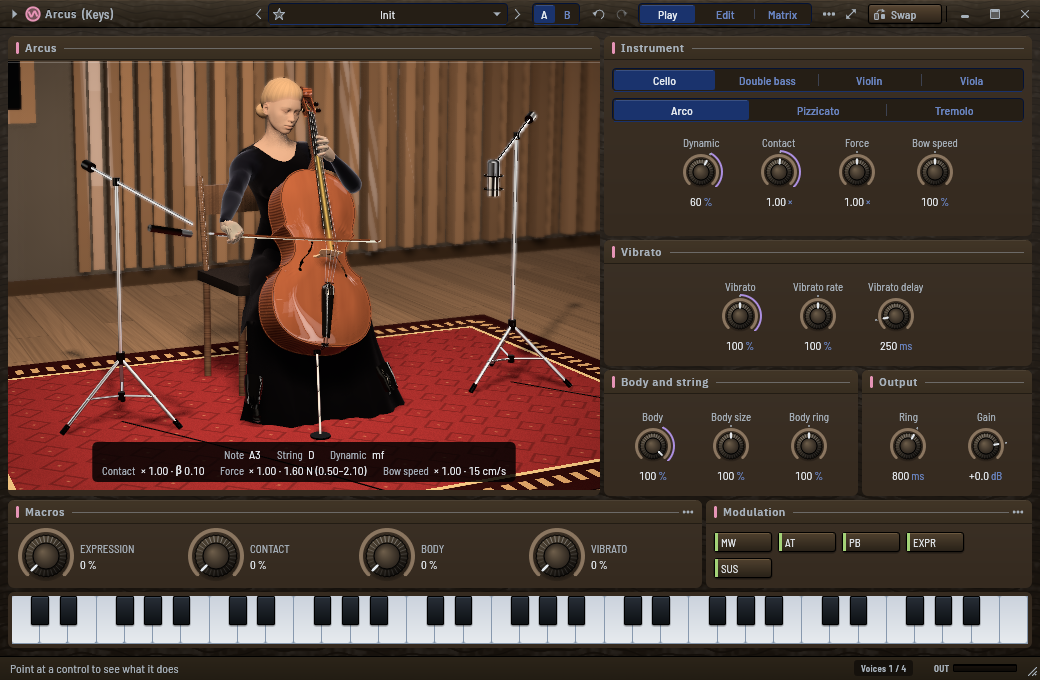 Arcus (Keys)
Init
A B
Play Edit Matrix
Swap
Arcus
Note A3 String D Dynamic mf
Contact × 1.00 · β 0.10 Force × 1.00 · 1.60 N (0.50–2.10) Bow speed × 1.00 · 15 cm/s
Instrument
Cello Double bass Violin Viola
Arco Pizzicato Tremolo
Dynamic Contact Force Bow speed
60 % 1.00 × 1.00 × 100 %
Vibrato
Vibrato Vibrato rate Vibrato delay
100 % 100 % 250 ms
Body and string
Body Body size Body ring
100 % 100 % 100 %
Output
Ring Gain
800 ms +0.0 dB
Macros
EXPRESSION
0 %
CONTACT
0 %
BODY
0 %
VIBRATO
0 %
Modulation
MW AT PB EXPR
SUS
Point at a control to see what it does
Voices 1 / 4
OUT